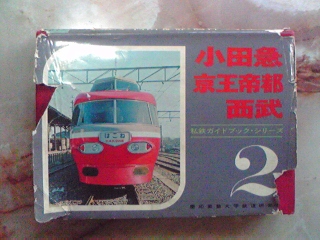 小田急
京王帝都
西武
私鉄ガイドブック・シリーズ
2
はこね